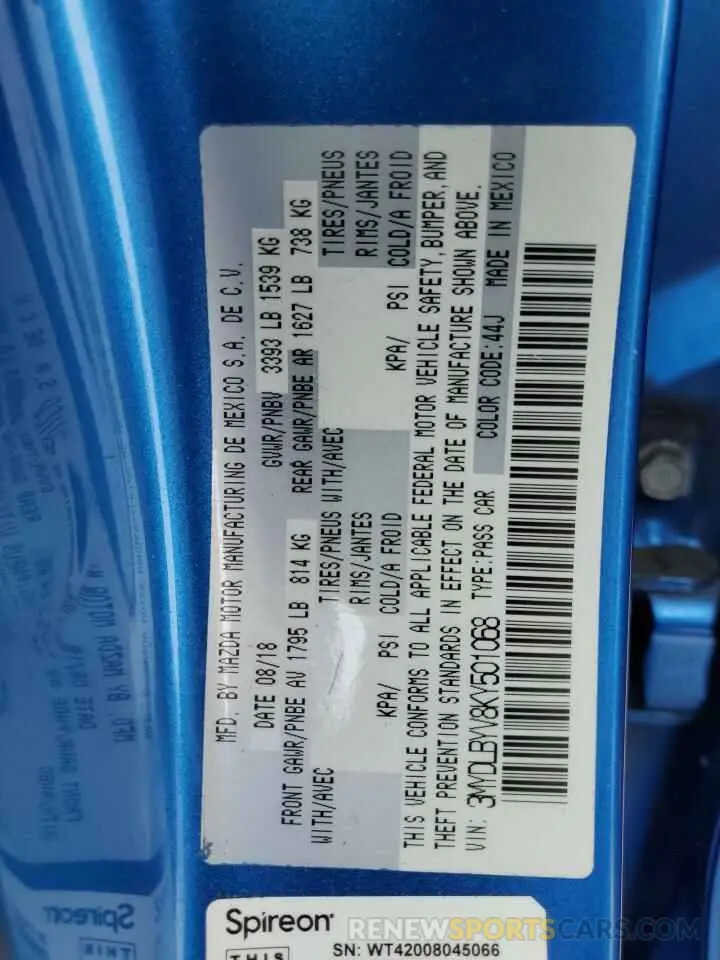 MFD. BY MAZDA MOTOR MANUFACTURING DE MEXICO S.A. DE C.V.
DATE 08/18 GVWR/PNBV 3393 LB 1539 KG
FRONT GAWR/PNBE AV 1795 LB 814 KG REAR GAWR/PNBE AR 1627 LB 738 KG
WITH/AVEC TIRES/PNEUS WITH/AVEC TIRES/PNEUS
RIMS/JANTES RIMS/JANTES
KPA/ PSI COLD/A FROID KPA/ PSI COLD/A FROID
THIS VEHICLE CONFORMS TO ALL APPLICABLE FEDERAL MOTOR VEHICLE SAFETY, BUMPER, AND
THEFT PREVENTION STANDARDS IN EFFECT ON THE DATE OF MANUFACTURE SHOWN ABOVE.
VIN: 3MYDLBYV8KY501068 TYPE:PASS CAR COLOR CODE:44J MADE IN MEXICO
Spireon
THIS
SN: WT42008045066
RENEWSPORTSCARS.COM